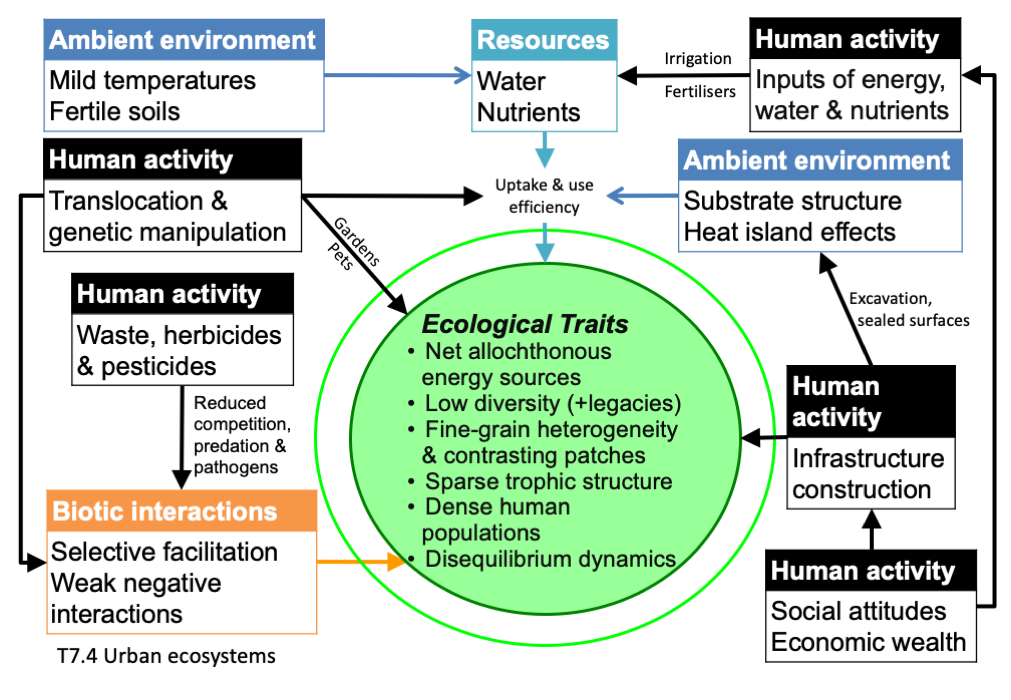 Ambient environment
Mild temperatures
Fertile soils
Resources
Water
Nutrients
Irrigation
Fertilisers
Human activity
Inputs of energy,
water & nutrients
Human activity
Translocation &
genetic manipulation
Uptake & use
efficiency
Ambient environment
Substrate structure
Heat island effects
Gardens
Pets
Human activity
Waste, herbicides
& pesticides
Reduced
competition,
predation &
pathogens
Excavation,
sealed surfaces
Ecological Traits
• Net allochthonous
energy sources
• Low diversity (+legacies)
• Fine-grain heterogeneity
& contrasting patches
• Sparse trophic structure
• Dense human
populations
• Disequilibrium dynamics
Human
activity
Infrastructure
construction
Biotic interactions
Selective facilitation
Weak negative
interactions
Human activity
Social attitudes
Economic wealth
T7.4 Urban ecosystems